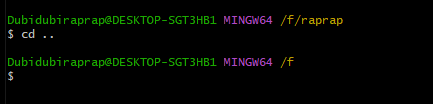 Dubidubiraprap@DESKTOP-SGT3HB1 MINGW64 /f/raprap
$ cd ..
Dubidubiraprap@DESKTOP-SGT3HB1 MINGW64 /f
$